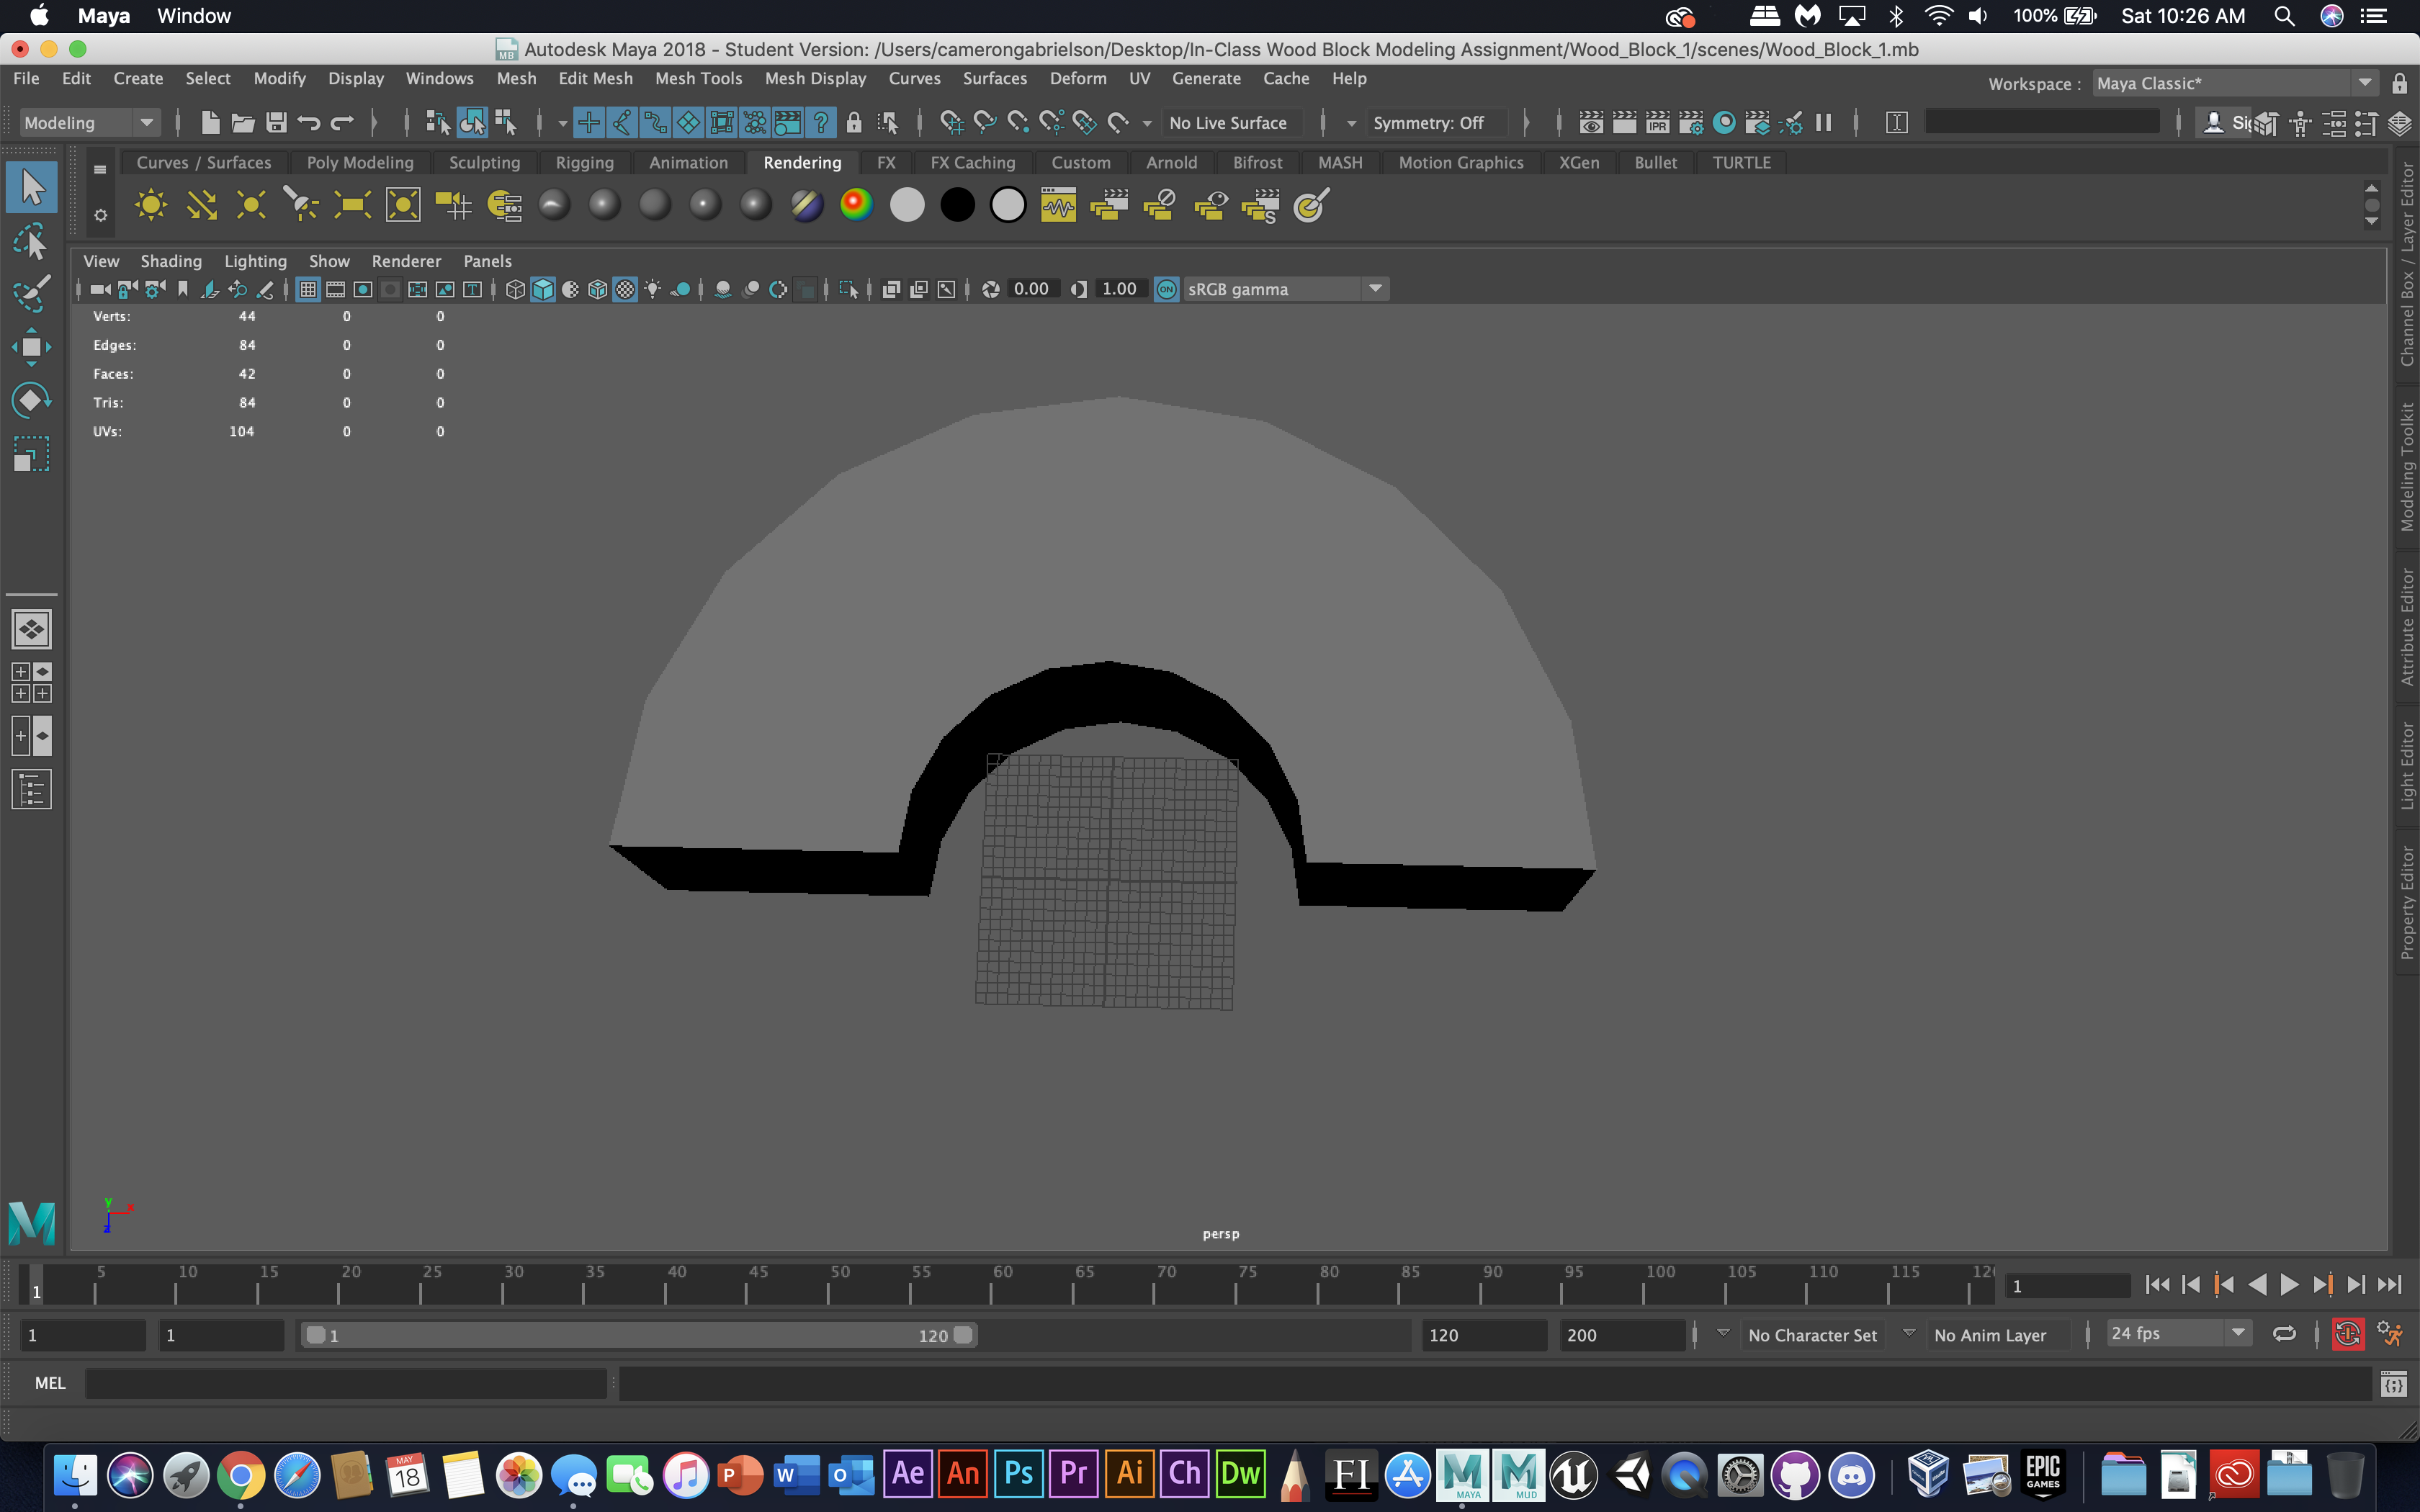 Maya Window 100% Sat 10:26 AM
MB Autodesk Maya 2018 - Student Version: /Users/camerongabrielson/Desktop/In-Class Wood Block Modeling Assignment/Wood_Block_1/scenes/Wood_Block_1.mb
File Edit Create Select Modify Display Windows Mesh Edit Mesh Mesh Tools Mesh Display Curves Surfaces Deform UV Generate Cache Help Workspace : Maya Classic*
Modeling No Live Surface Symmetry: Off IPR Sig
Curves / Surfaces Poly Modeling Sculpting Rigging Animation Rendering FX FX Caching Custom Arnold Bifrost MASH Motion Graphics XGen Bullet TURTLE
S
View Shading Lighting Show Renderer Panels
T 0.00 1.00 ON sRGB gamma
Verts: 44 0 0
Edges: 84 0 0
Faces: 42 0 0
Tris: 84 0 0
UVs: 104 0 0
Channel Box / Layer Editor
Modeling Toolkit
Attribute Editor
Light Editor
Property Editor
y
x
z
persp
5 10 15 20 25 30 35 40 45 50 55 60 65 70 75 80 85 90 95 100 105 110 115 120
1 1
1 1 1 120 120 200 No Character Set No Anim Layer 24 fps
MEL
MAY
18 P W O Ae An Ps Pr Ai Ch Dw FI M M EPIC
MAYA MUD GAMES